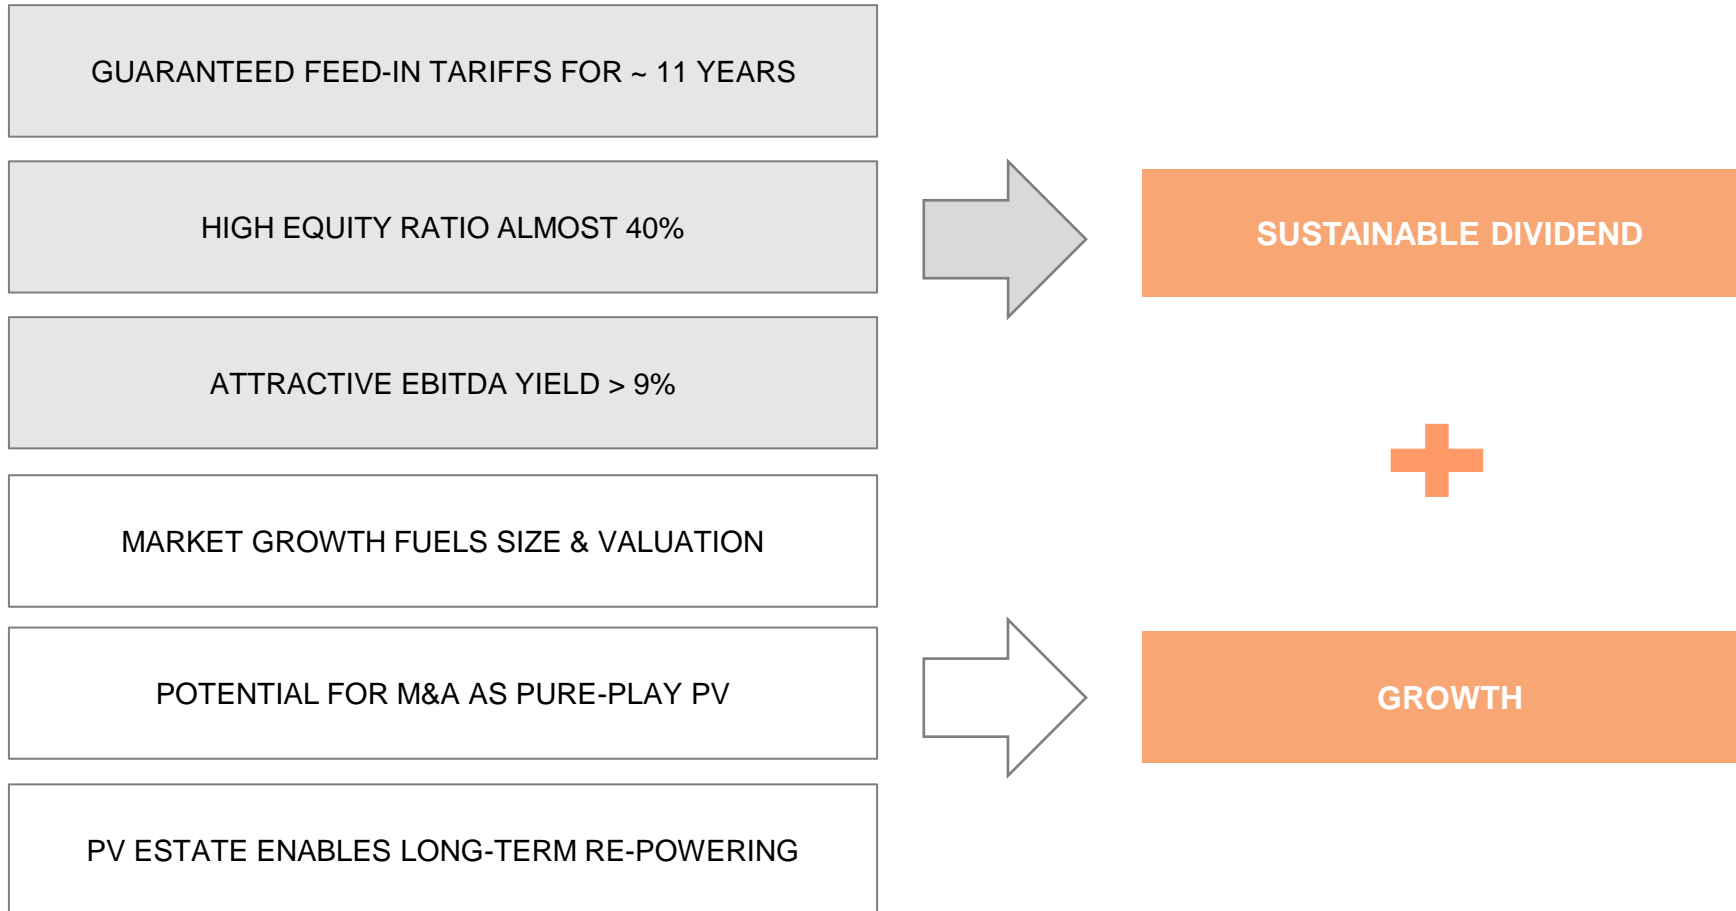 GUARANTEED FEED-IN TARIFFS FOR ~ 11 YEARS
HIGH EQUITY RATIO ALMOST 40%
ATTRACTIVE EBITDA YIELD > 9%
MARKET GROWTH FUELS SIZE & VALUATION
POTENTIAL FOR M&A AS PURE-PLAY PV
PV ESTATE ENABLES LONG-TERM RE-POWERING
SUSTAINABLE DIVIDEND
GROWTH